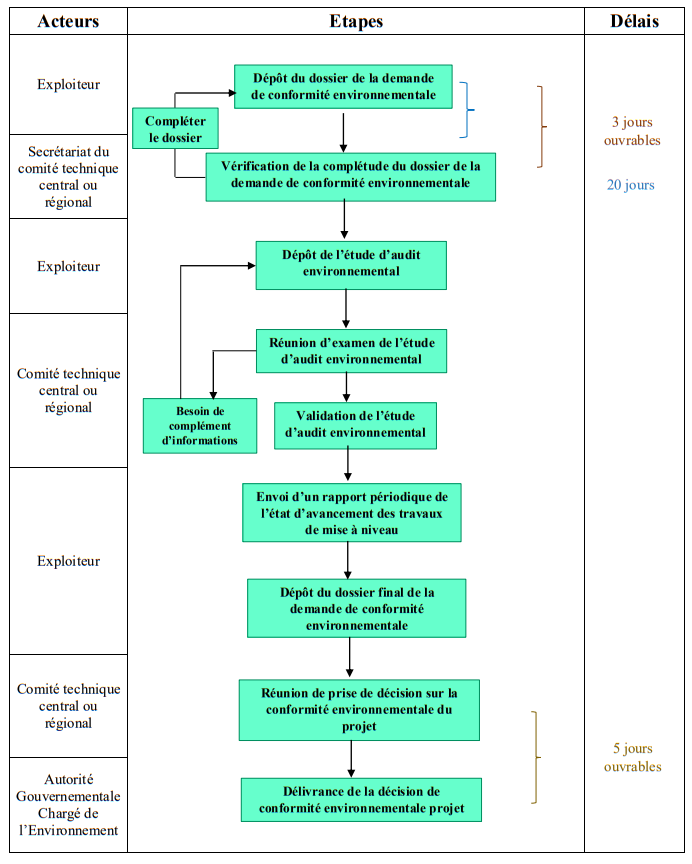 Acteurs
Etapes
Délais
Exploiteur
Dépôt du dossier de la demande
de conformité environnementale
Compléter
le dossier
3 jours
ouvrables
Secrétariat du
comité technique
central ou
régional
Vérification de la complétude du dossier de la
demande de conformité environnementale
20 jours
Exploiteur
Dépôt de l'étude d'audit
environnemental
Comité technique
central ou
régional
Réunion d'examen de l'étude
d'audit environnemental
Besoin de
complément
d'informations
Validation de l'étude
d'audit environnemental
Exploiteur
Envoi d'un rapport périodique de
l'état d'avancement des travaux
de mise à niveau
Dépôt du dossier final de la
demande de conformité
environnementale
Comité technique
central ou
régional
Réunion de prise de décision sur la
conformité environnementale du
projet
5 jours
ouvrables
Autorité
Gouvernementale
Chargé de
l'Environnement
Délivrance de la décision de
conformité environnementale projet